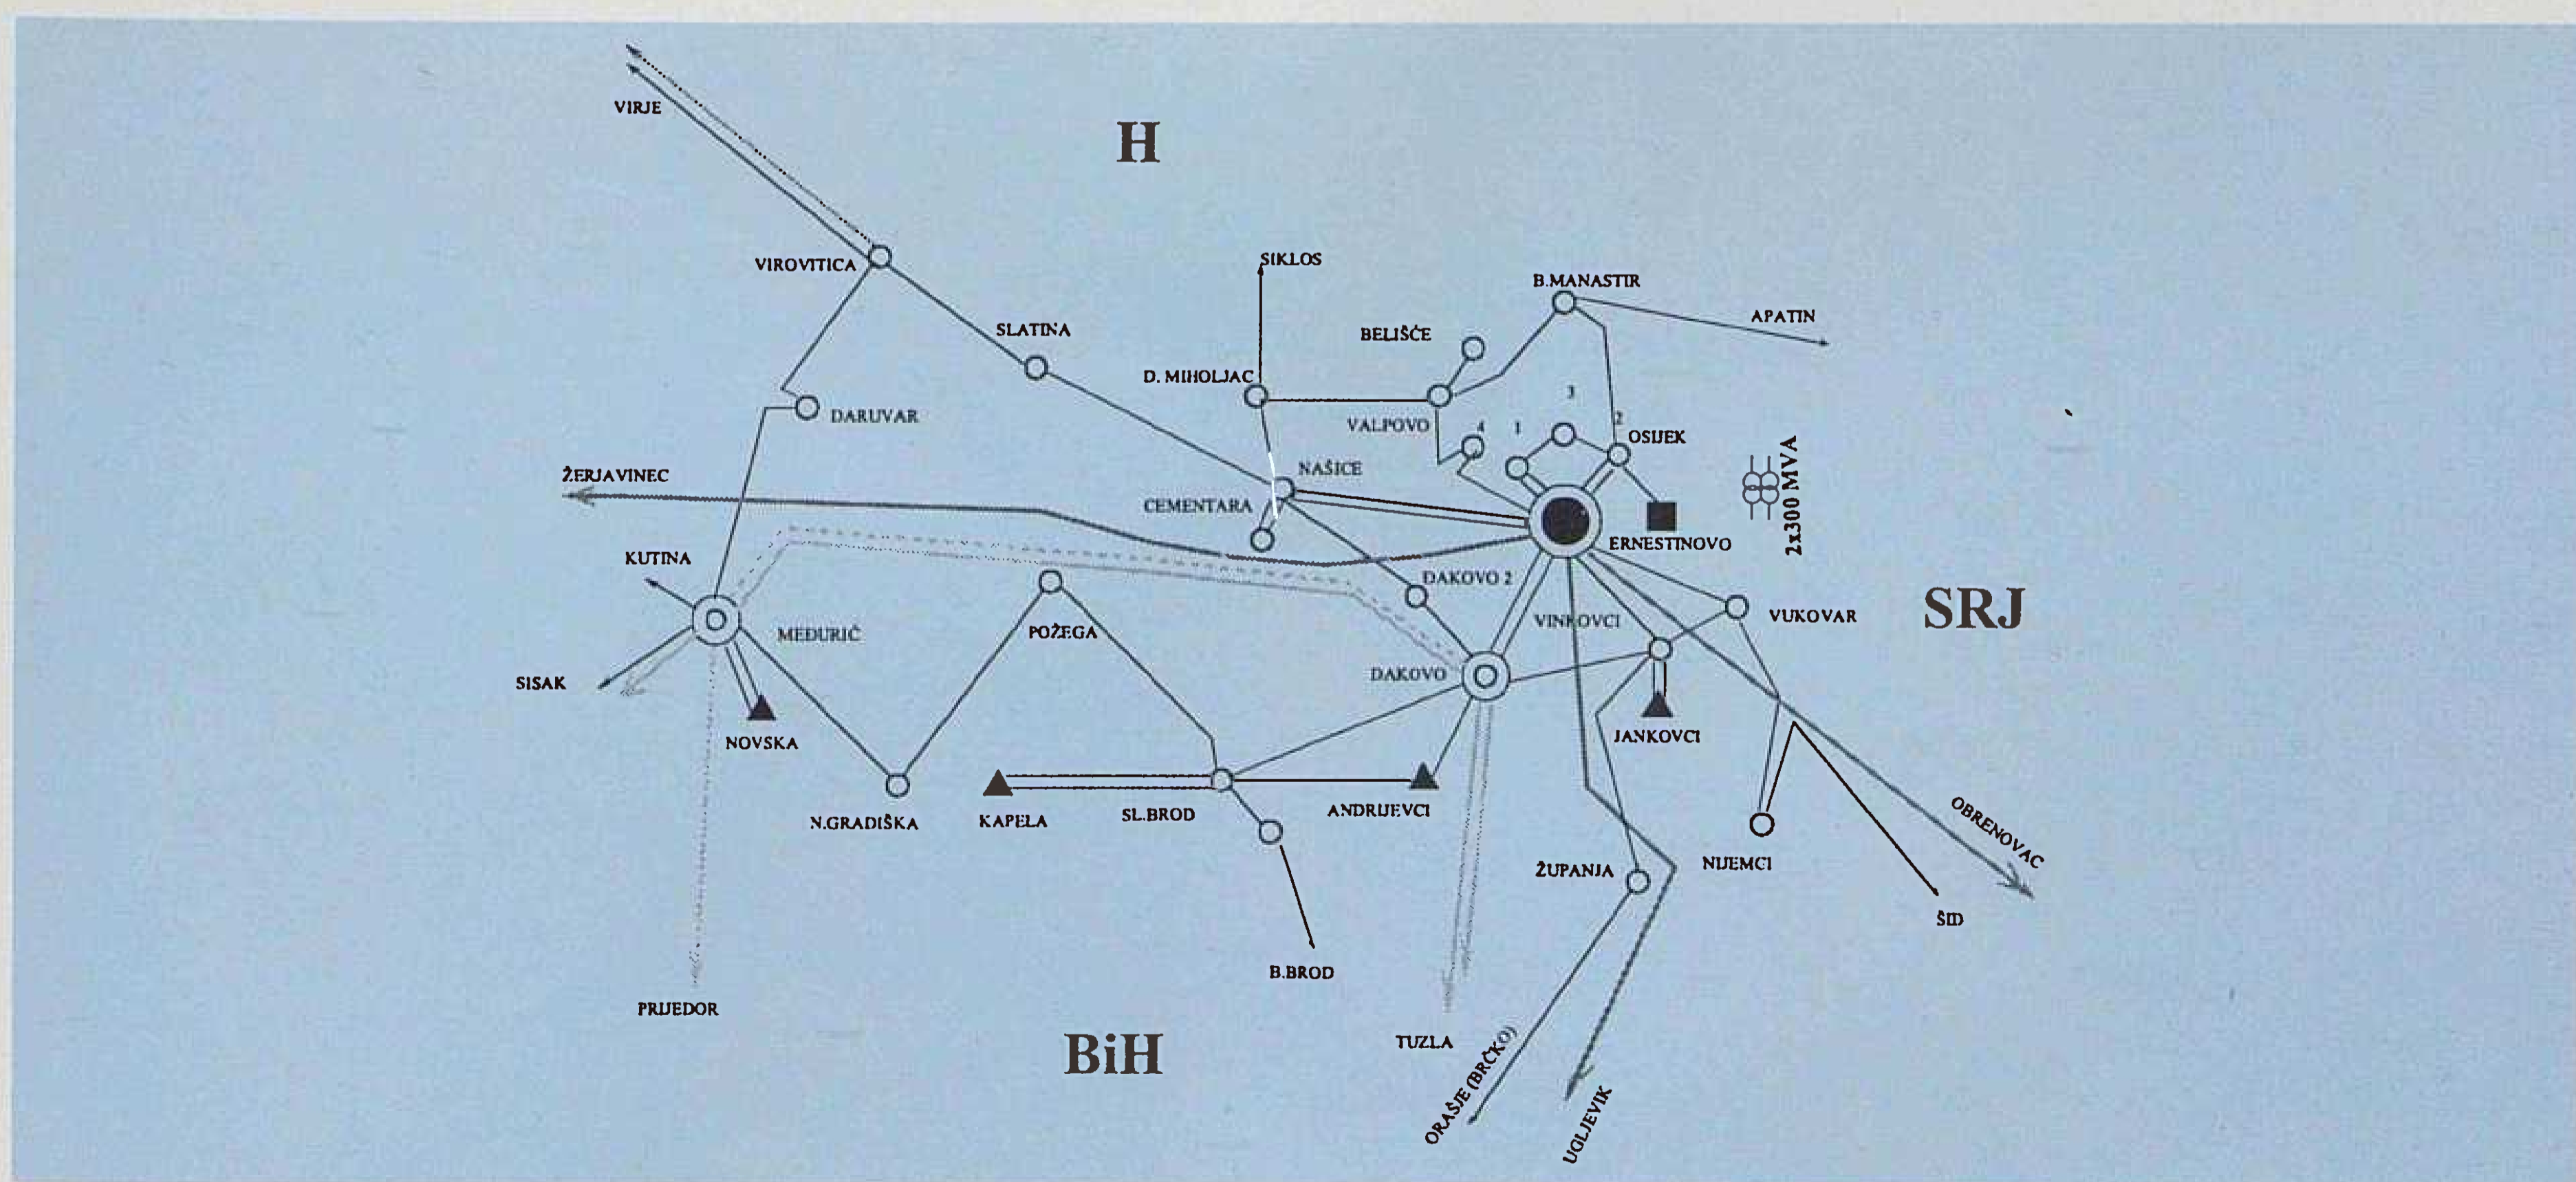 VIRJE
H
VIROVITICA
SIKLOS
B.MANASTIR
APATIN
SLATINA
BELIŠĆE
D. MIHOLJAC
3
DARUVAR
VALPOVO
4
1
2
OSIJEK
ŽERJAVINEC
NAŠICE
2x300 MVA
CEMENTARA
ERNESTINOVO
KUTINA
ĐAKOVO 2
SRJ
MEĐURIĆ
POŽEGA
VINKOVCI
VUKOVAR
SISAK
ĐAKOVO
NOVSKA
JANKOVCI
N.GRADIŠKA
KAPELA
SL.BROD
ANDRIJEVCI
OBRENOVAC
ŽUPANJA
NIJEMCI
ŠID
B.BROD
PRIJEDOR
BiH
TUZLA
ORAŠJE (BRČKO)
UGLJEVIK